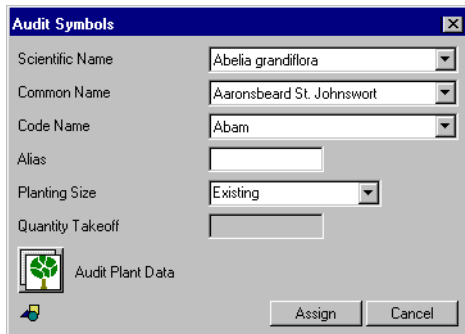 Audit Symbols
Scientific Name Abelia grandiflora
Common Name Aaronsbeard St. Johnswort
Code Name Abam
Alias
Planting Size Existing
Quantity Takeoff
Audit Plant Data
Assign Cancel